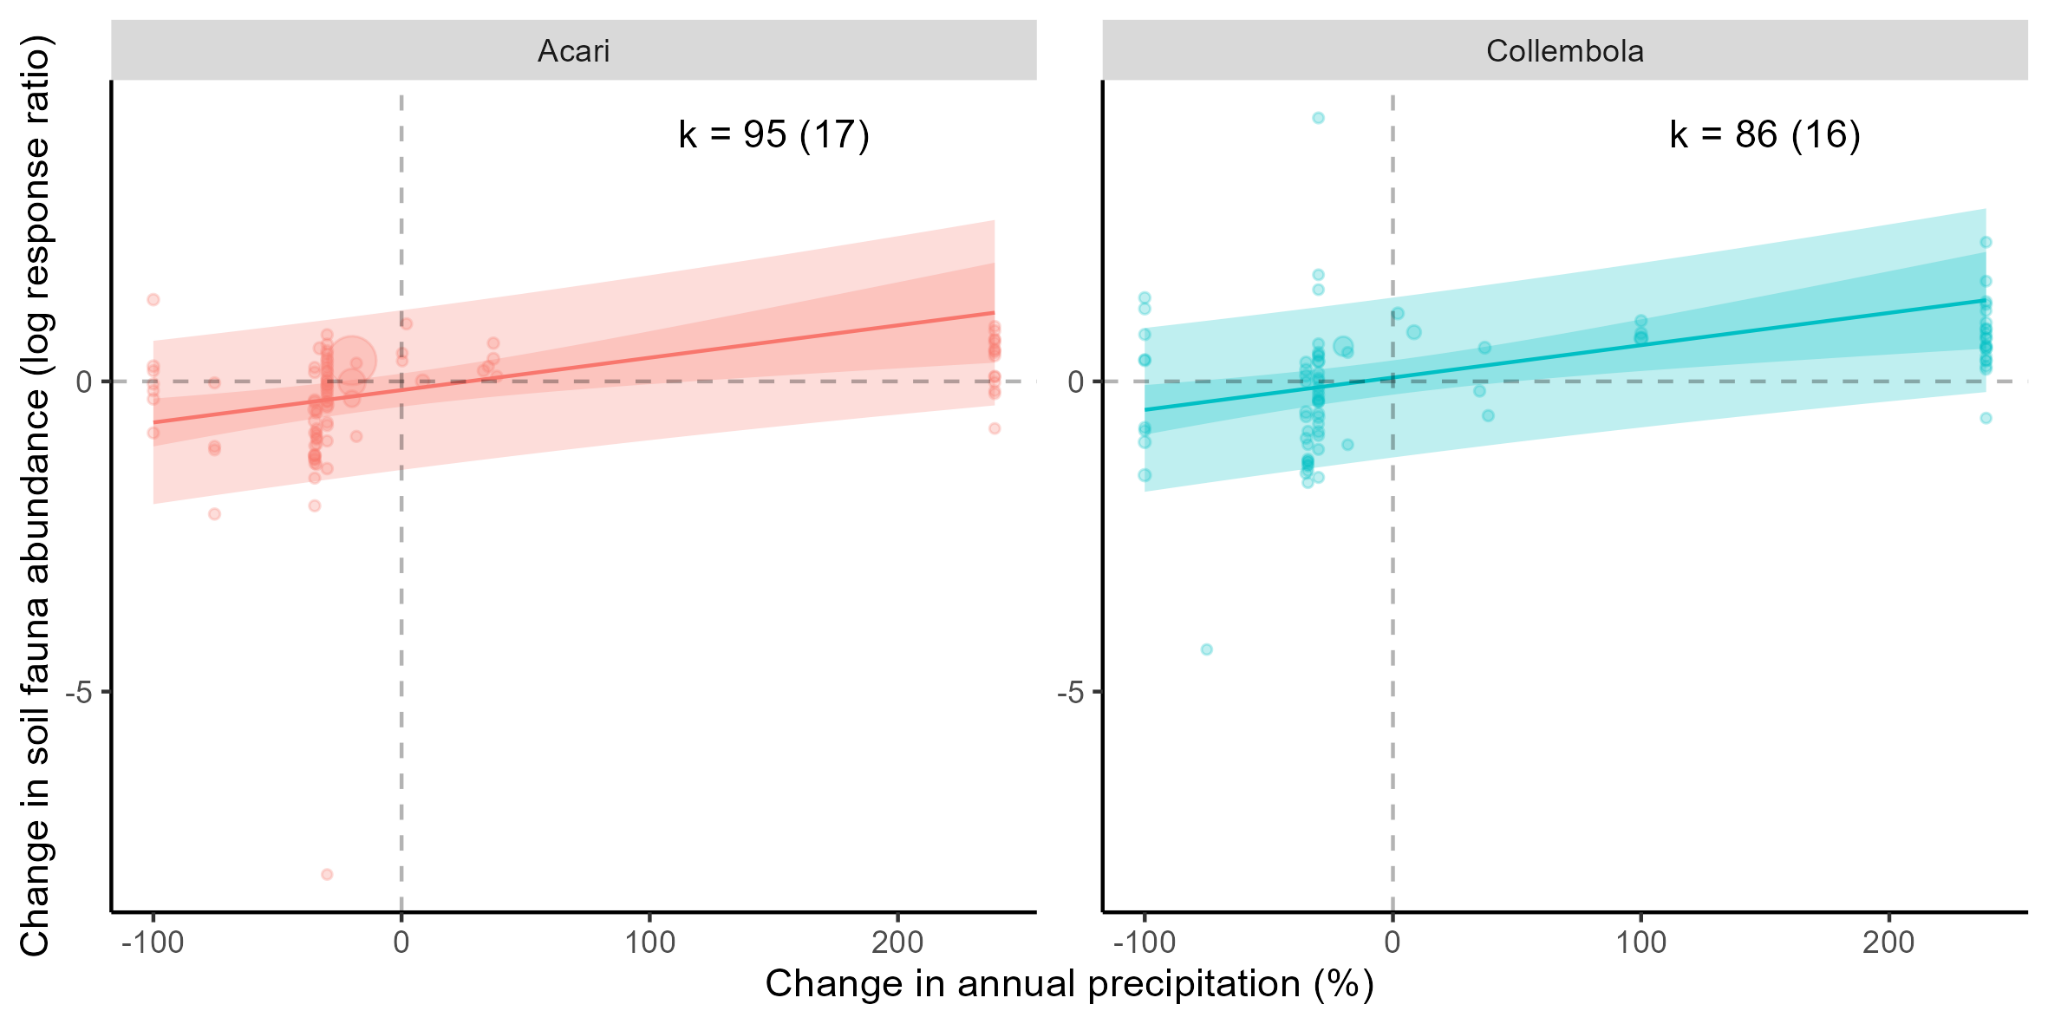 Acari
Collembola
k = 95 (17)
k = 86 (16)
Change in soil fauna abundance (log response ratio)
0
-5
0
-5
-100
0
100
200
-100
0
100
200
Change in annual precipitation (%)